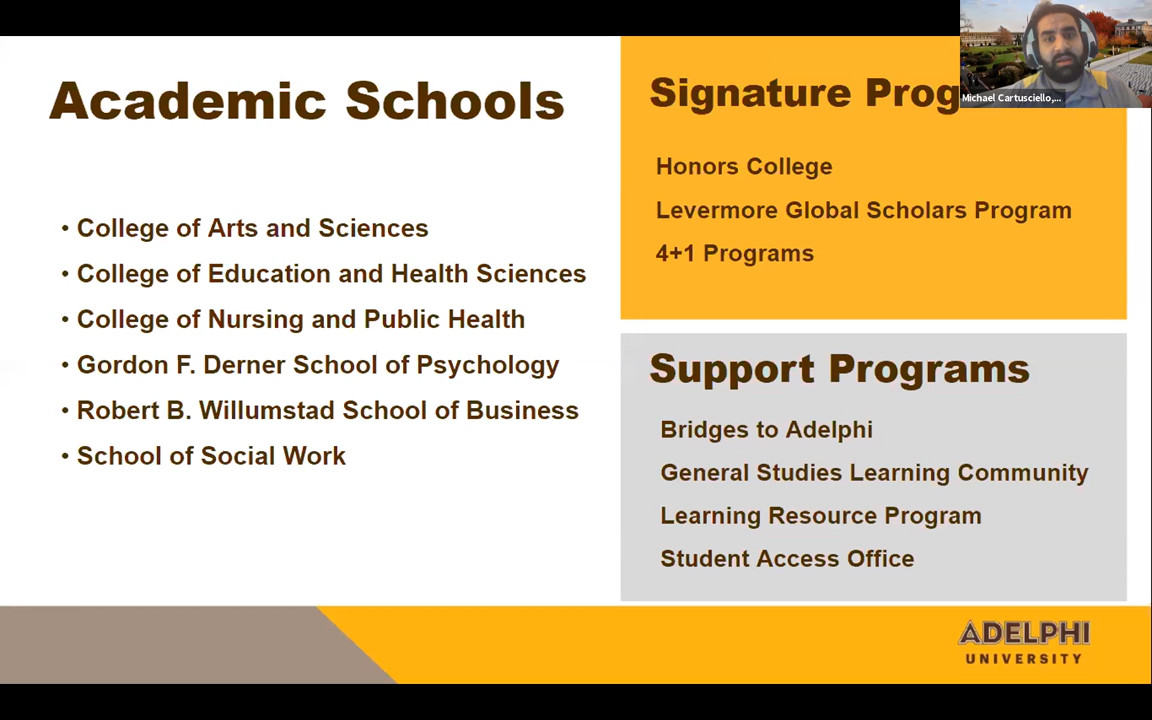 Academic Schools
• College of Arts and Sciences
• College of Education and Health Sciences
• College of Nursing and Public Health
• Gordon F. Derner School of Psychology
• Robert B. Willumstad School of Business
• School of Social Work
Signature Prog
Honors College
Levermore Global Scholars Program
4+1 Programs
Michael Cartusciello,...
Support Programs
Bridges to Adelphi
General Studies Learning Community
Learning Resource Program
Student Access Office
ADELPHI
UNIVERSITY